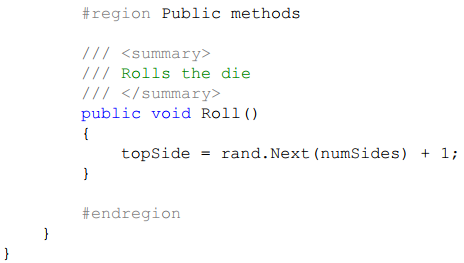 #region Public methods
/// <summary>
/// Rolls the die
/// </summary>
public void Roll()
{
topSide = rand.Next(numSides) + 1;
}
#endregion
}
}